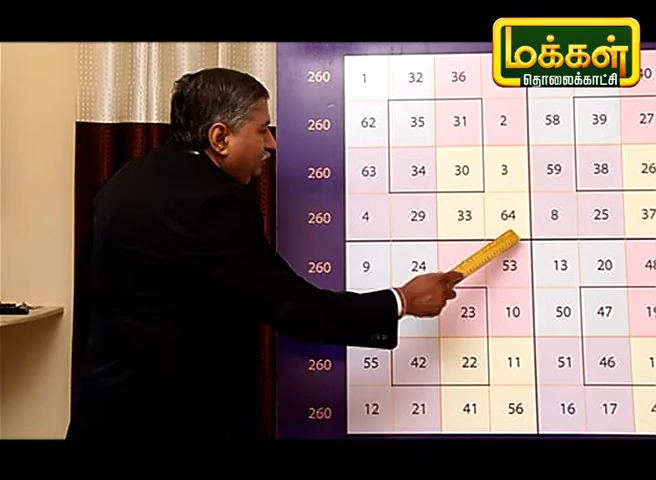 மக்கள்
தொலைக்காட்சி
260 1 32 36
260 62 35 31 2 58 39 27
260 63 34 30 3 59 38 26
260 4 29 33 64 8 25 37
260 9 24 53 13 20
260 23 10 50 47
260 55 42 22 11 51 46
260 12 21 41 56 16 17